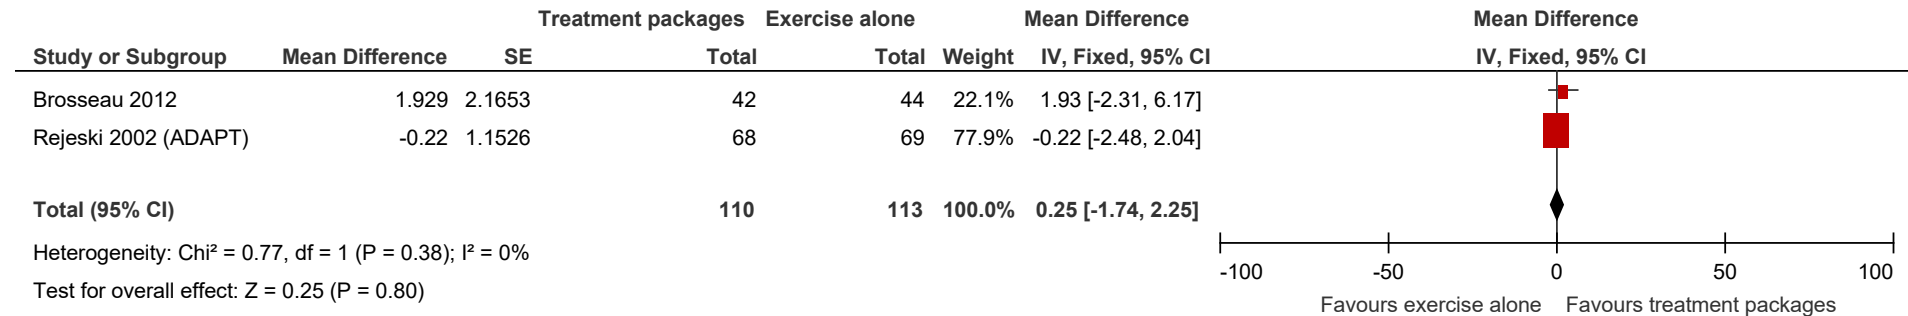 Treatment packages Exercise alone Mean Difference Mean Difference
Study or Subgroup Mean Difference SE Total Total Weight IV, Fixed, 95% CI IV, Fixed, 95% CI
Brosseau 2012 1.929 2.1653 42 44 22.1% 1.93 [-2.31, 6.17]
Rejeski 2002 (ADAPT) -0.22 1.1526 68 69 77.9% -0.22 [-2.48, 2.04]
Total (95% CI) 110 113 100.0% 0.25 [-1.74, 2.25]
Heterogeneity: Chi² = 0.77, df = 1 (P = 0.38); I² = 0%
Test for overall effect: Z = 0.25 (P = 0.80)
-100 -50 0 50 100
Favours exercise alone Favours treatment packages